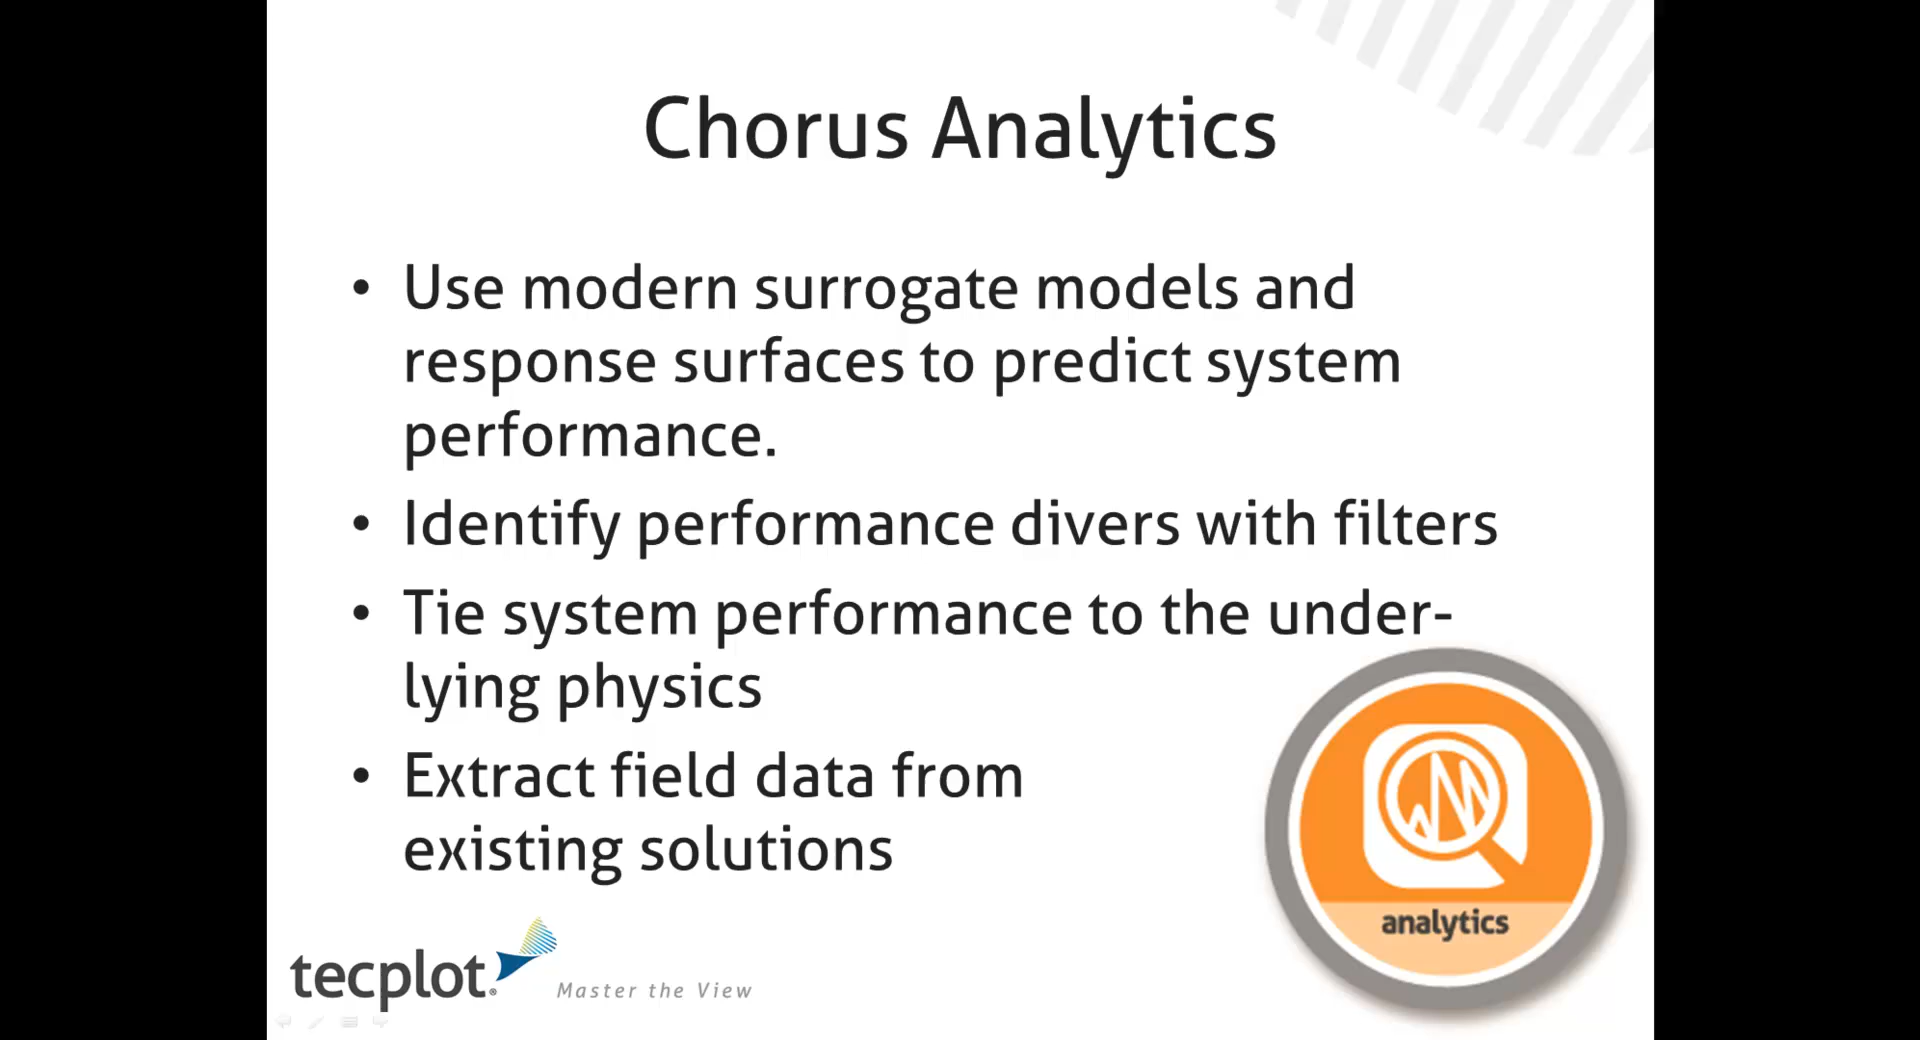 Chorus Analytics
• Use modern surrogate models and
response surfaces to predict system
performance.
• Identify performance divers with filters
• Tie system performance to the under-
lying physics
• Extract field data from
existing solutions
analytics
tecplot®
Master the View